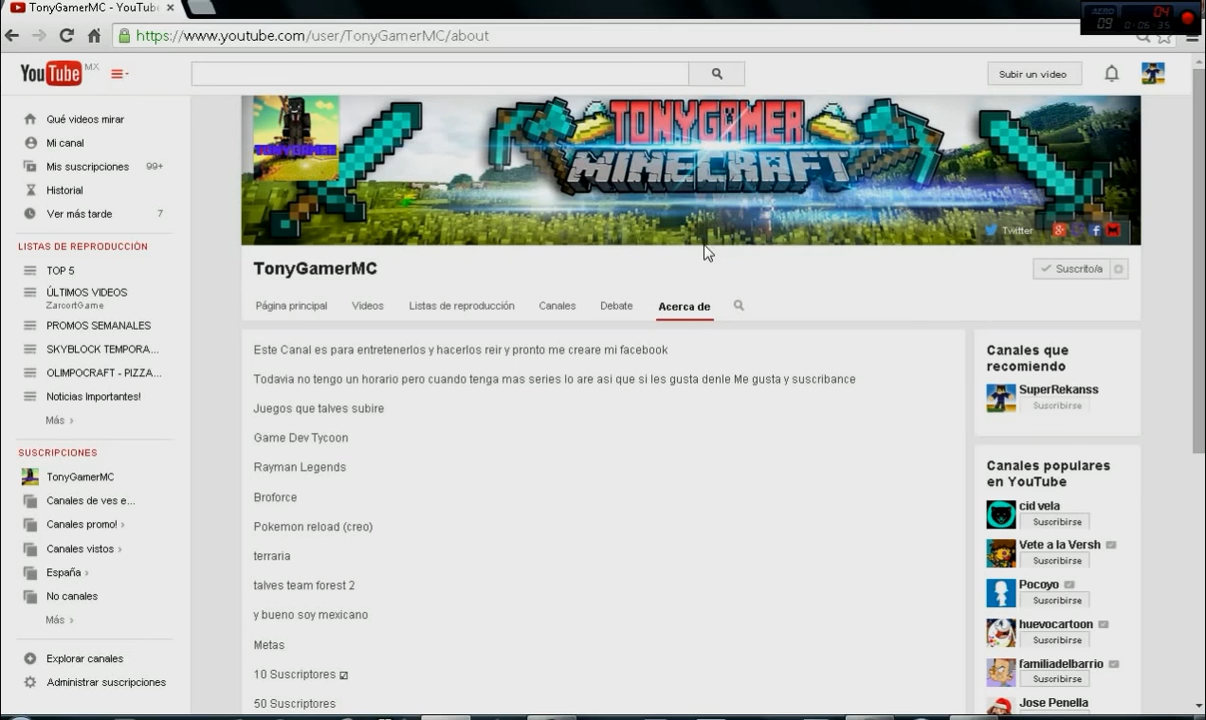 TonyGamerMC - YouTub
AERO
04
09
0:06:35
https://www.youtube.com/user/TonyGamerMC/about
YouTube MX
Subir un video
Qué videos mirar
Mi canal
Mis suscripciones 99+
Historial
Ver más tarde 7
LISTAS DE REPRODUCCIÓN
TOP 5
ÚLTIMOS VIDEOS
ZarcortGame
PROMOS SEMANALES
SKYBLOCK TEMPORA...
OLIMPOCRAFT - PIZZA...
Noticias Importantes!
Más ›
SUSCRIPCIONES
TonyGamerMC
Canales de ves e...
Canales promo! ›
Canales vistos ›
España ›
No canales
Más ›
Explorar canales
Administrar suscripciones
TONYGAMER
TONYGAMER
MINECRAFT
Twitter
TonyGamerMC
Suscrito/a
Página principal Videos Listas de reproducción Canales Debate Acerca de
Este Canal es para entretenerlos y hacerlos reir y pronto me creare mi facebook
Todavia no tengo un horario pero cuando tenga mas series lo are asi que si les gusta denle Me gusta y suscribance
Juegos que talves subire
Game Dev Tycoon
Rayman Legends
Broforce
Pokemon reload (creo)
terraria
talves team forest 2
y bueno soy mexicano
Metas
10 Suscriptores ☑
50 Suscriptores
Canales que
recomiendo
SuperRekanss
Suscribirse
Canales populares
en YouTube
cid vela
Suscribirse
Vete a la Versh
Suscribirse
Pocoyo
Suscribirse
huevocartoon
Suscribirse
familiadelbarrio
Suscribirse
Jose Penella